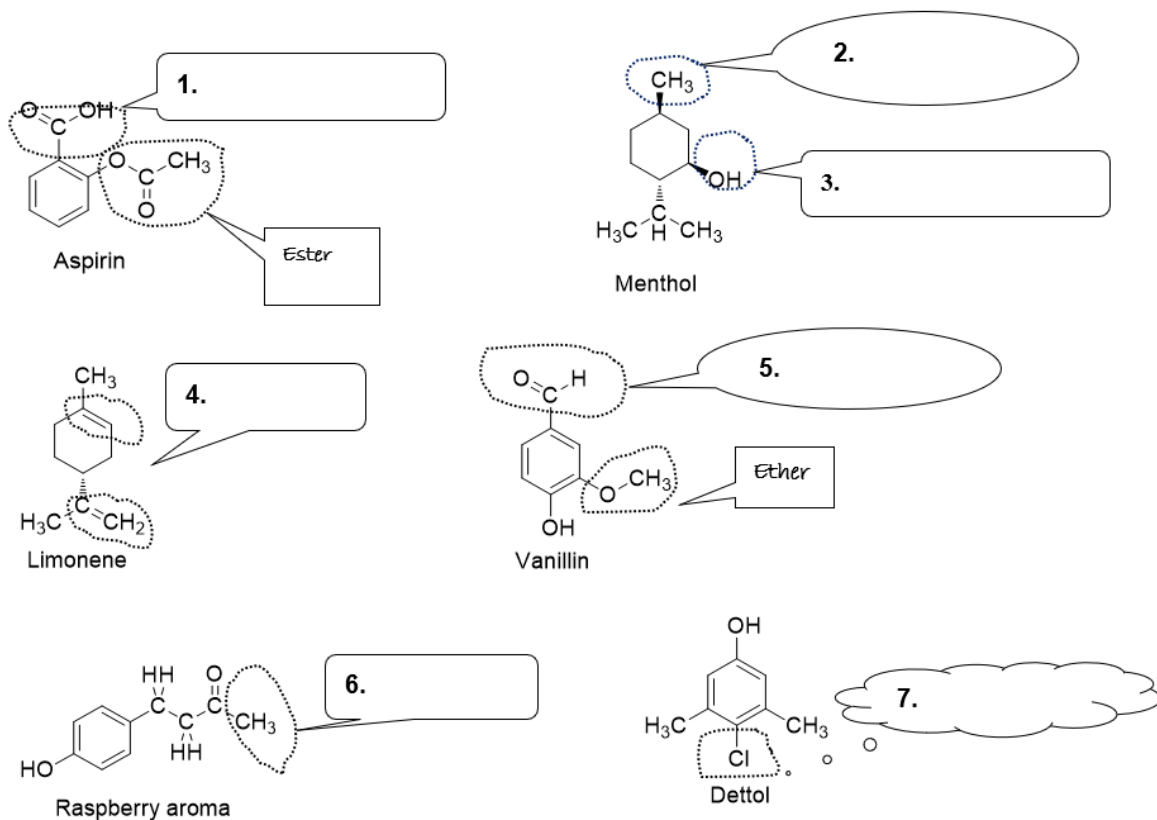 1.
O OH
C
O CH₃
C
O
Ester
Aspirin
2.
CH₃
3.
OH
H₃C H CH₃
Menthol
4.
CH₃
C
H₃C CH₂
Limonene
5.
O H
C
Ether
O CH₃
OH
Vanillin
6.
HH O
C C
C CH₃
HH
HO
Raspberry aroma
7.
OH
H₃C CH₃
Cl
Dettol